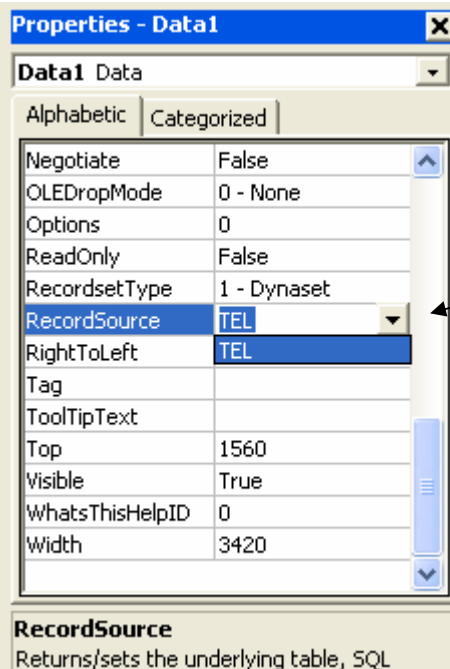 Properties - Data1
Data1 Data
Alphabetic Categorized
Negotiate False
OLEDropMode 0 - None
Options 0
ReadOnly False
RecordsetType 1 - Dynaset
RecordSource TEL
RightToLeft TEL
Tag
ToolTipText
Top 1560
Visible True
WhatsThisHelpID 0
Width 3420
RecordSource
Returns/sets the underlying table, SQL